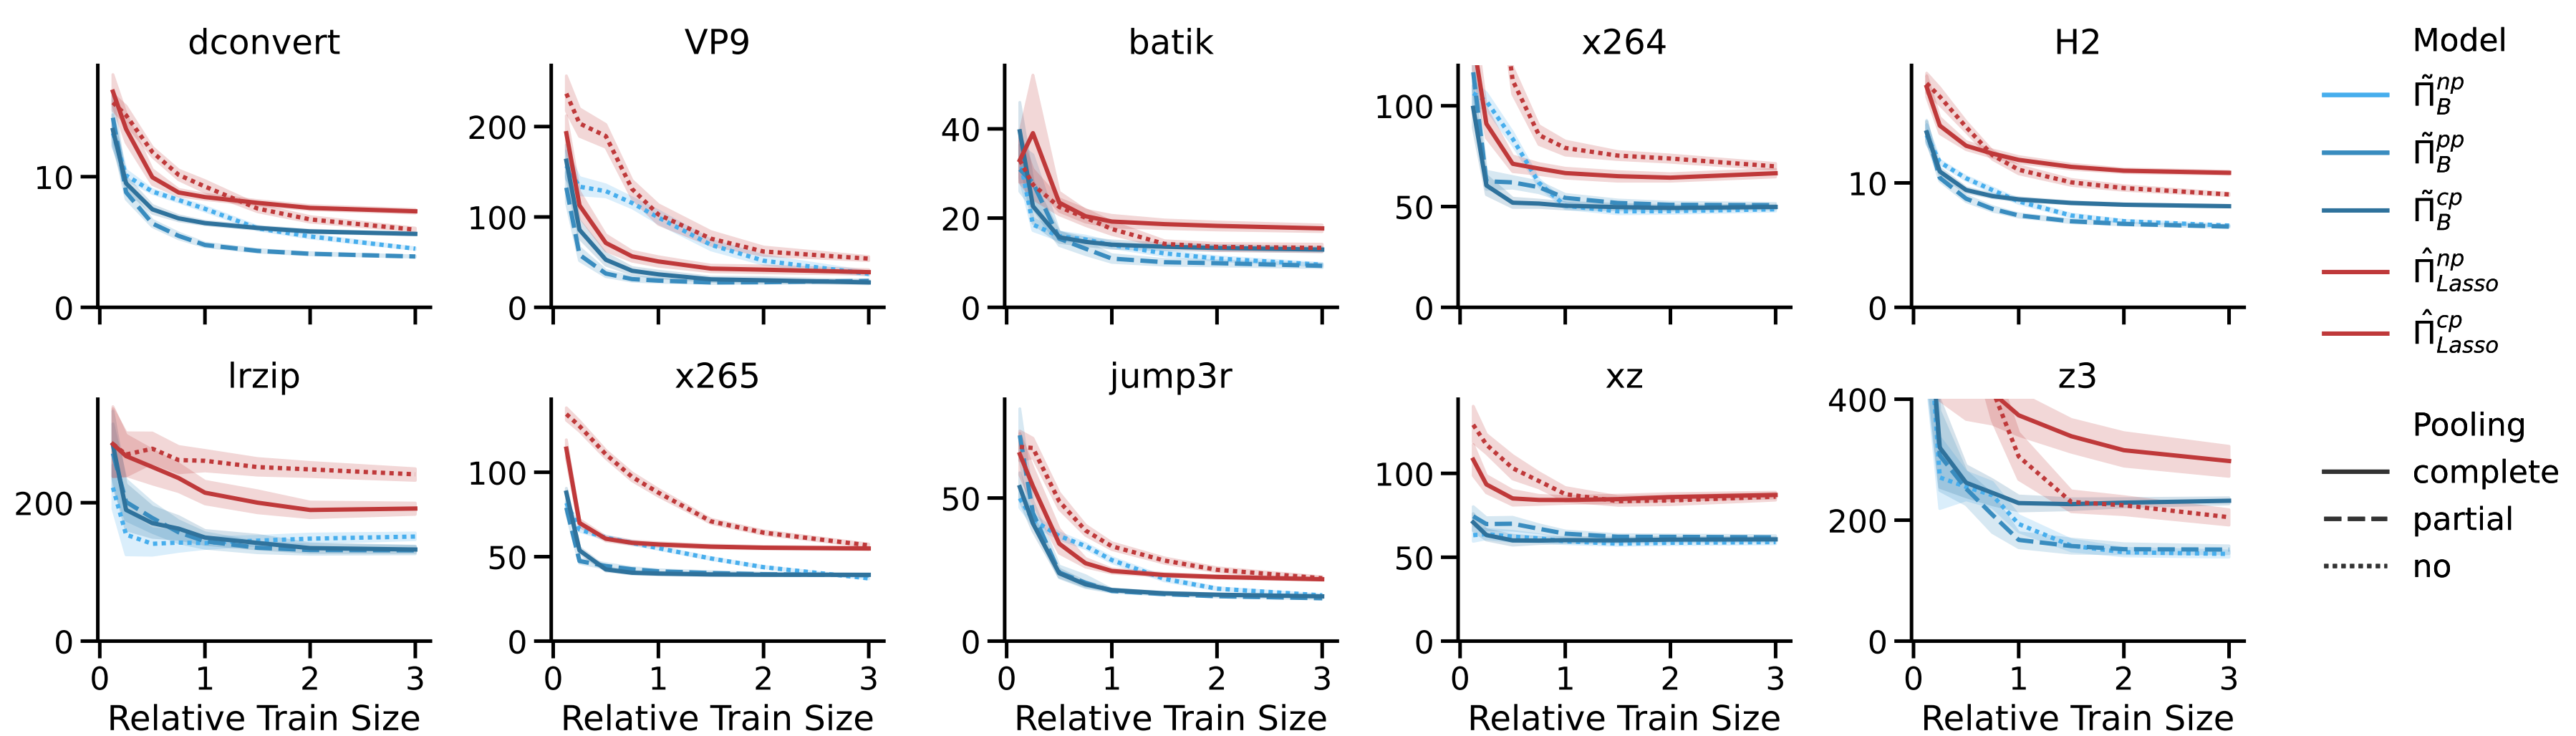 dconvert VP9 batik x264 H2 Model
10
0
200
100
0
40
20
0
100
50
0
10
0
Π̃ᴮⁿᵖ
Π̃ᴮᵖᵖ
Π̃ᴮᶜᵖ
Π̂ Lasso np
Π̂ Lasso cp
lrzip x265 jump3r xz z3
Pooling
complete
partial
no
200
0
100
50
0
50
0
100
50
0
400
200
0
0 1 2 3 0 1 2 3 0 1 2 3 0 1 2 3 0 1 2 3
Relative Train Size Relative Train Size Relative Train Size Relative Train Size Relative Train Size